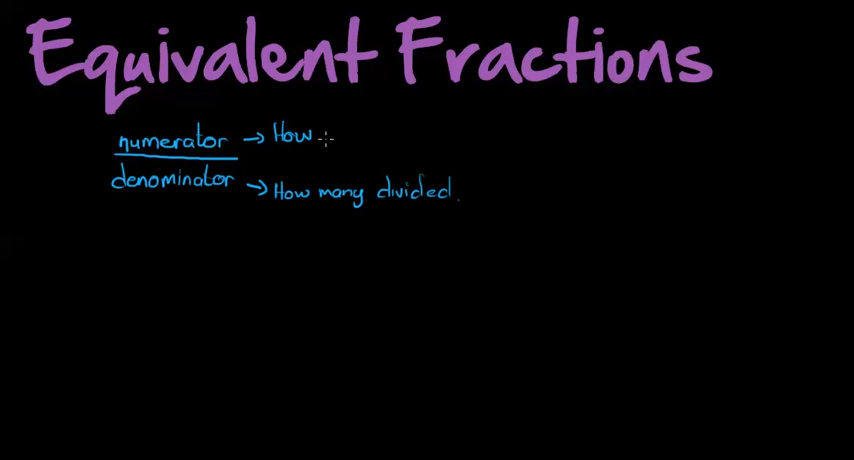 Equivalent Fractions
numerator → How
denominator → How many divided.